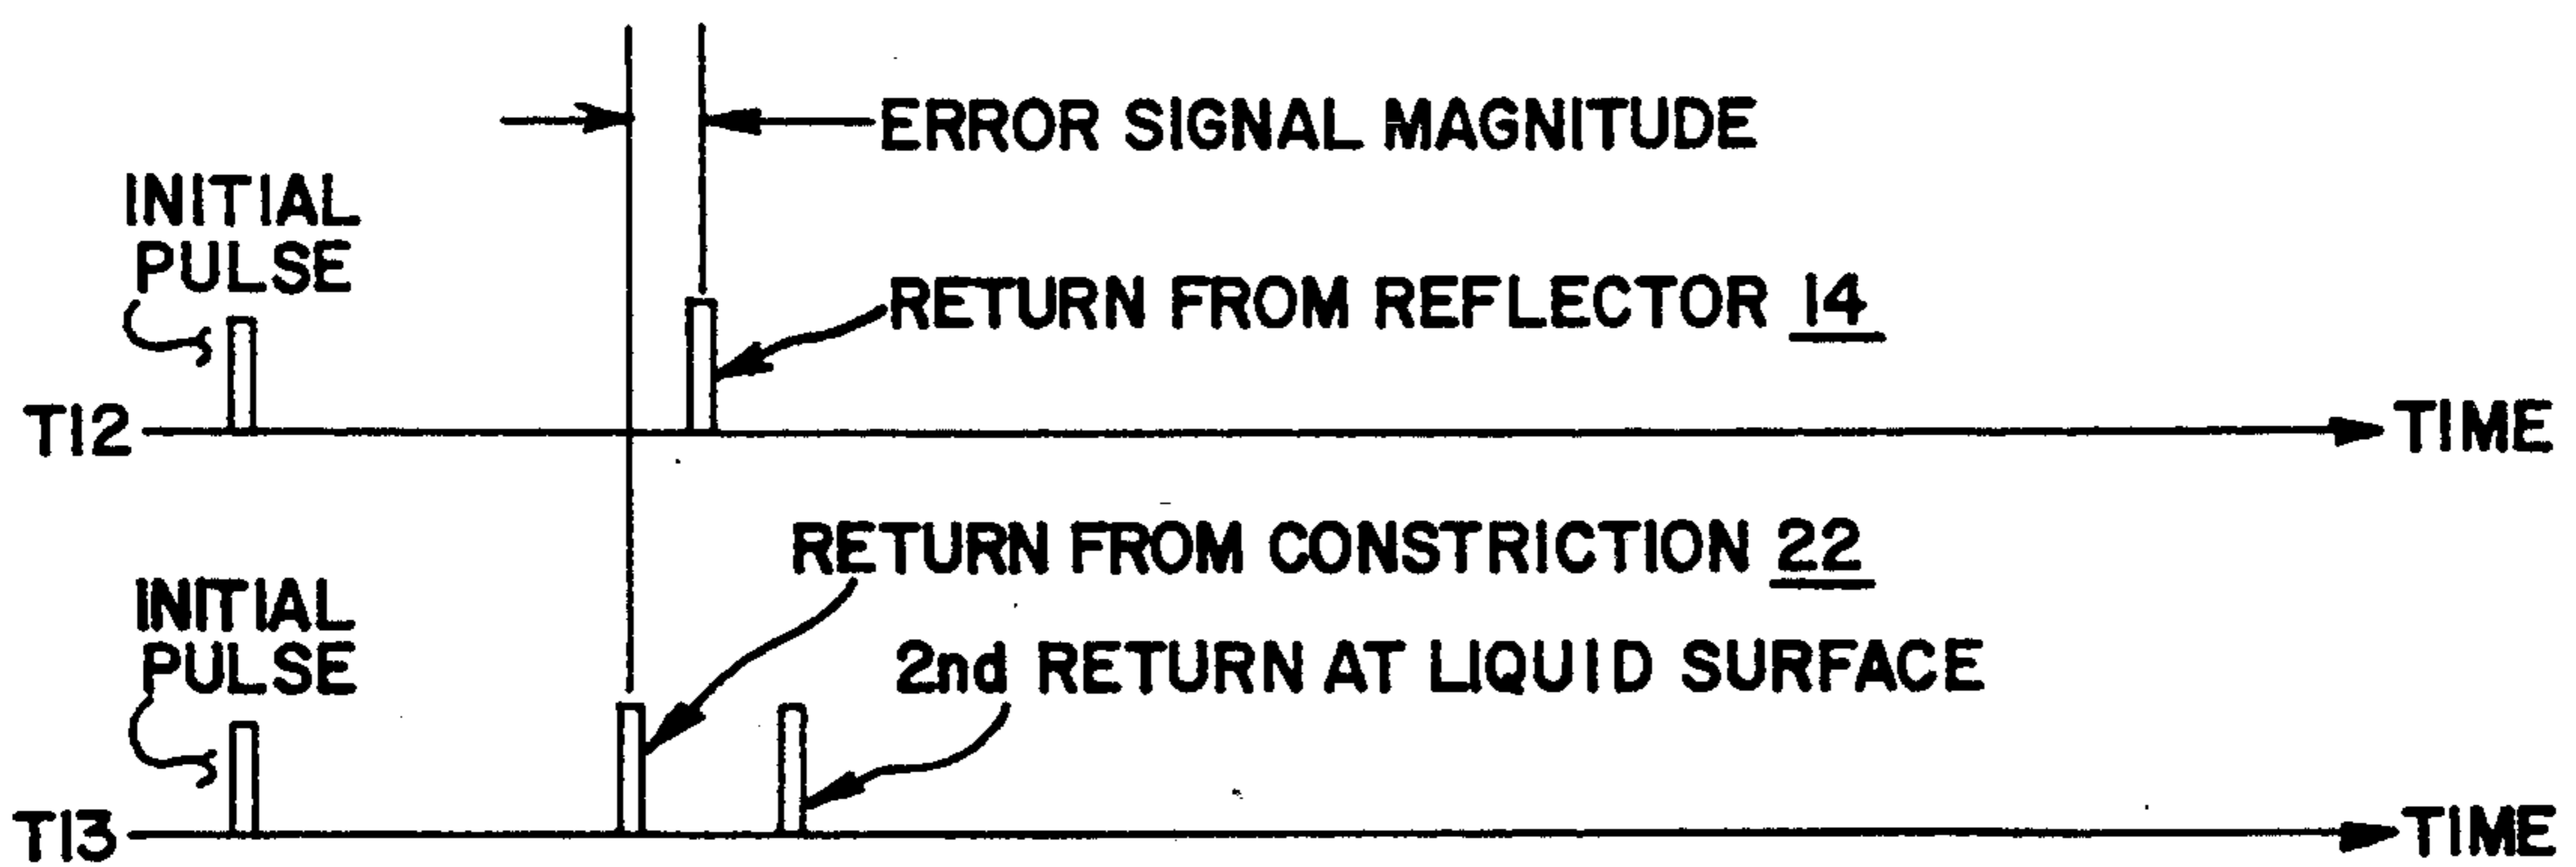 ERROR SIGNAL MAGNITUDE
INITIAL
PULSE
RETURN FROM REFLECTOR 14
T12
TIME
RETURN FROM CONSTRICTION 22
INITIAL
PULSE
2nd RETURN AT LIQUID SURFACE
T13
TIME